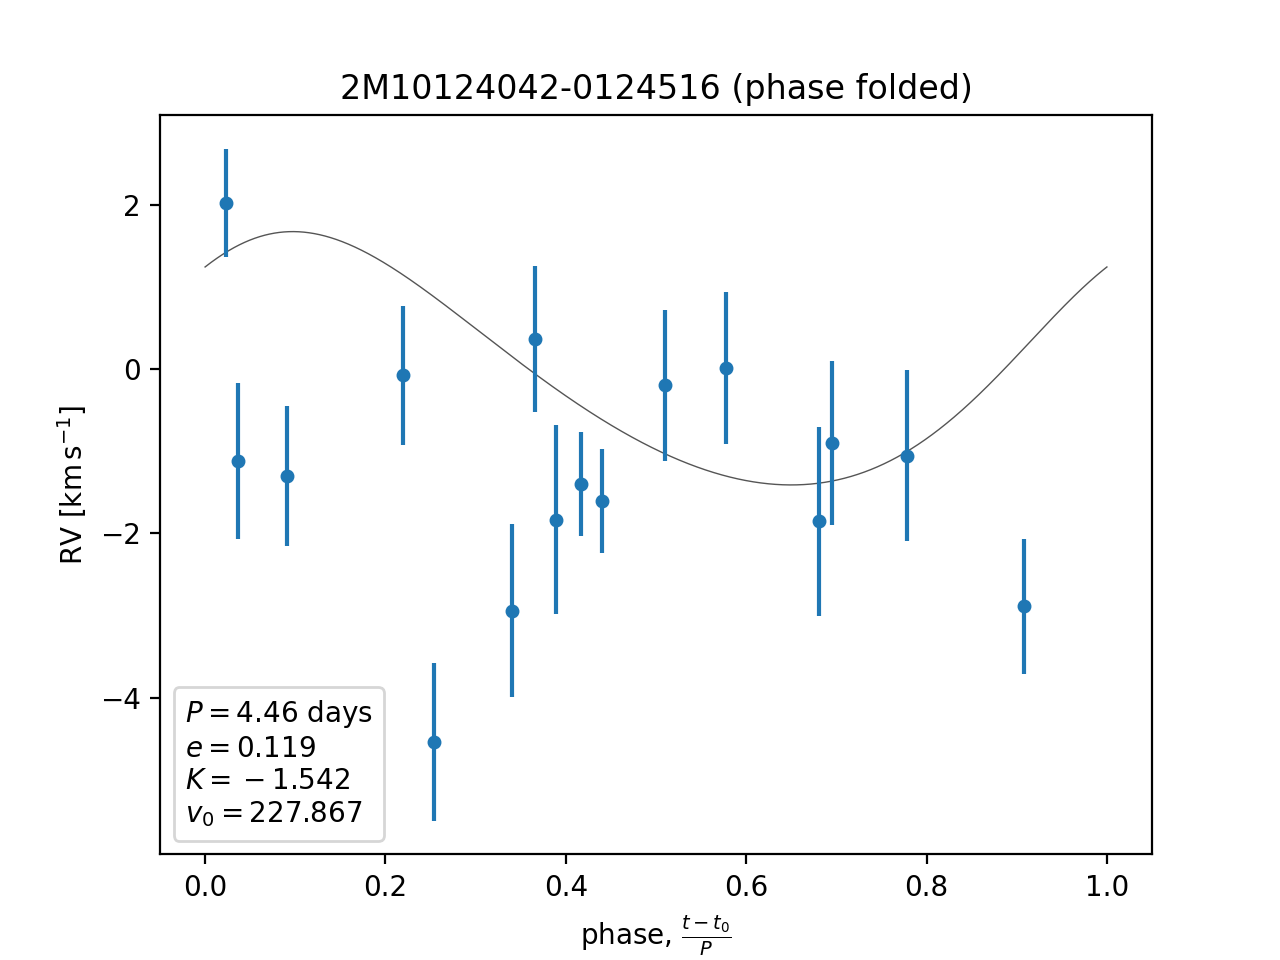 2M10124042-0124516 (phase folded)
2
0
−2
−4
RV [km s⁻¹]
P = 4.46 days
e = 0.119
K = − 1.542
v₀ = 227.867
0.0 0.2 0.4 0.6 0.8 1.0
phase, (t − t₀)/P